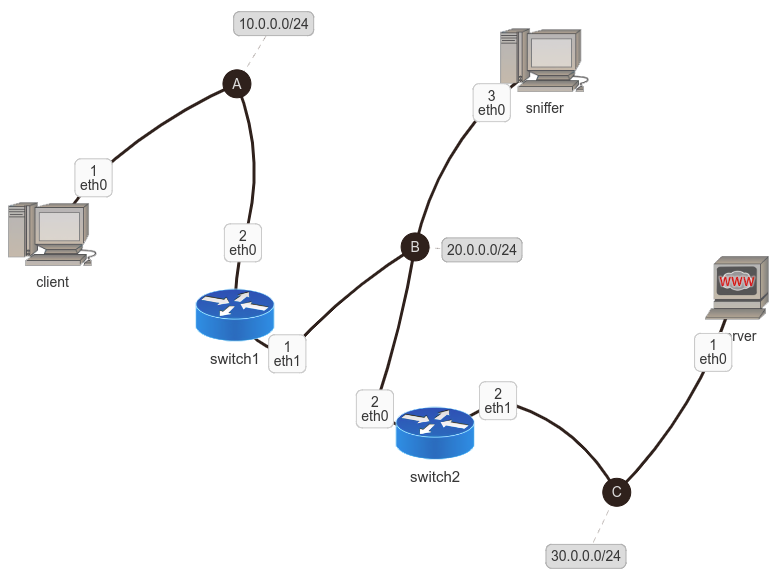 10.0.0.0/24
A
3
eth0
sniffer
1
eth0
client
2
eth0
B
20.0.0.0/24
WWW
switch1
1
eth1
rver
1
eth0
2
eth0
2
eth1
switch2
C
30.0.0.0/24